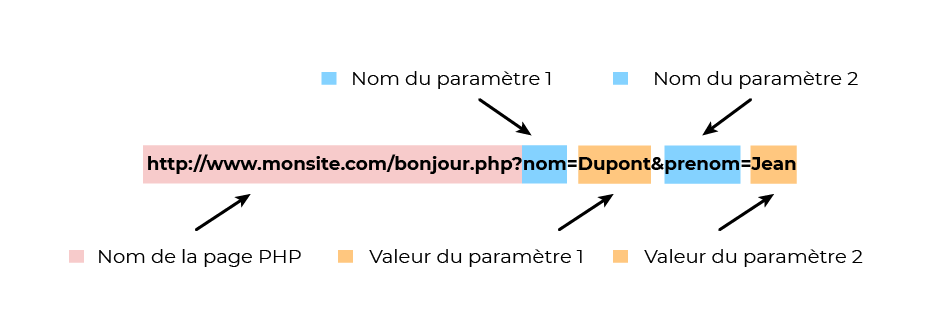 Nom du paramètre 1 Nom du paramètre 2
http://www.monsite.com/bonjour.php?nom=Dupont&prenom=Jean
Nom de la page PHP Valeur du paramètre 1 Valeur du paramètre 2